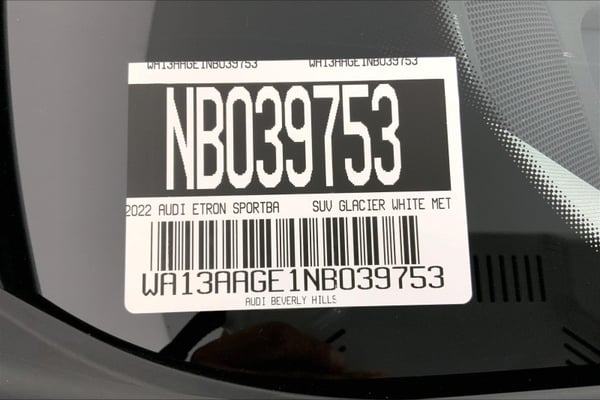 WA13AAGE1NB039753 WA13AAGE1NB039753
NB039753
2022 AUDI ETRON SPORTBA SUV GLACIER WHITE MET
WA13AAGE1NB039753
AUDI BEVERLY HILLS